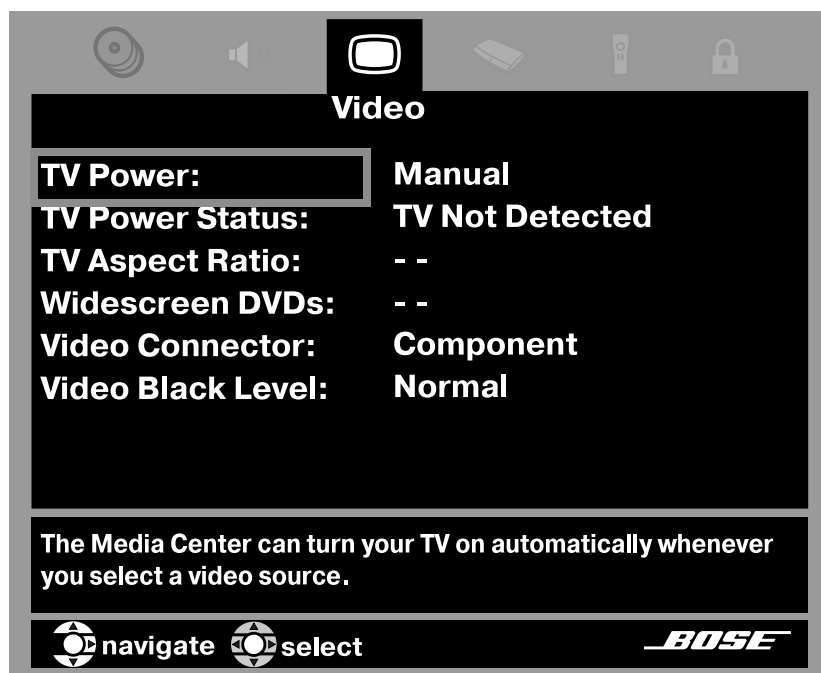 Video
TV Power: Manual
TV Power Status: TV Not Detected
TV Aspect Ratio: - -
Widescreen DVDs: - -
Video Connector: Component
Video Black Level: Normal
The Media Center can turn your TV on automatically whenever
you select a video source.
navigate select BOSE